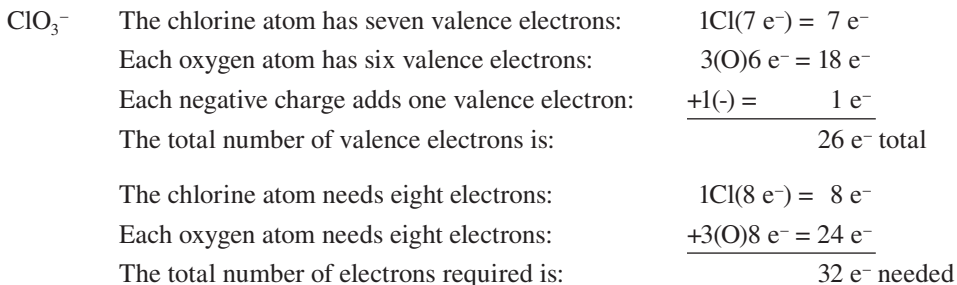 ClO₃⁻ The chlorine atom has seven valence electrons: 1Cl(7 e⁻) = 7 e⁻
Each oxygen atom has six valence electrons: 3(O)6 e⁻ = 18 e⁻
Each negative charge adds one valence electron: +1(-) = 1 e⁻
The total number of valence electrons is: 26 e⁻ total
The chlorine atom needs eight electrons: 1Cl(8 e⁻) = 8 e⁻
Each oxygen atom needs eight electrons: +3(O)8 e⁻ = 24 e⁻
The total number of electrons required is: 32 e⁻ needed